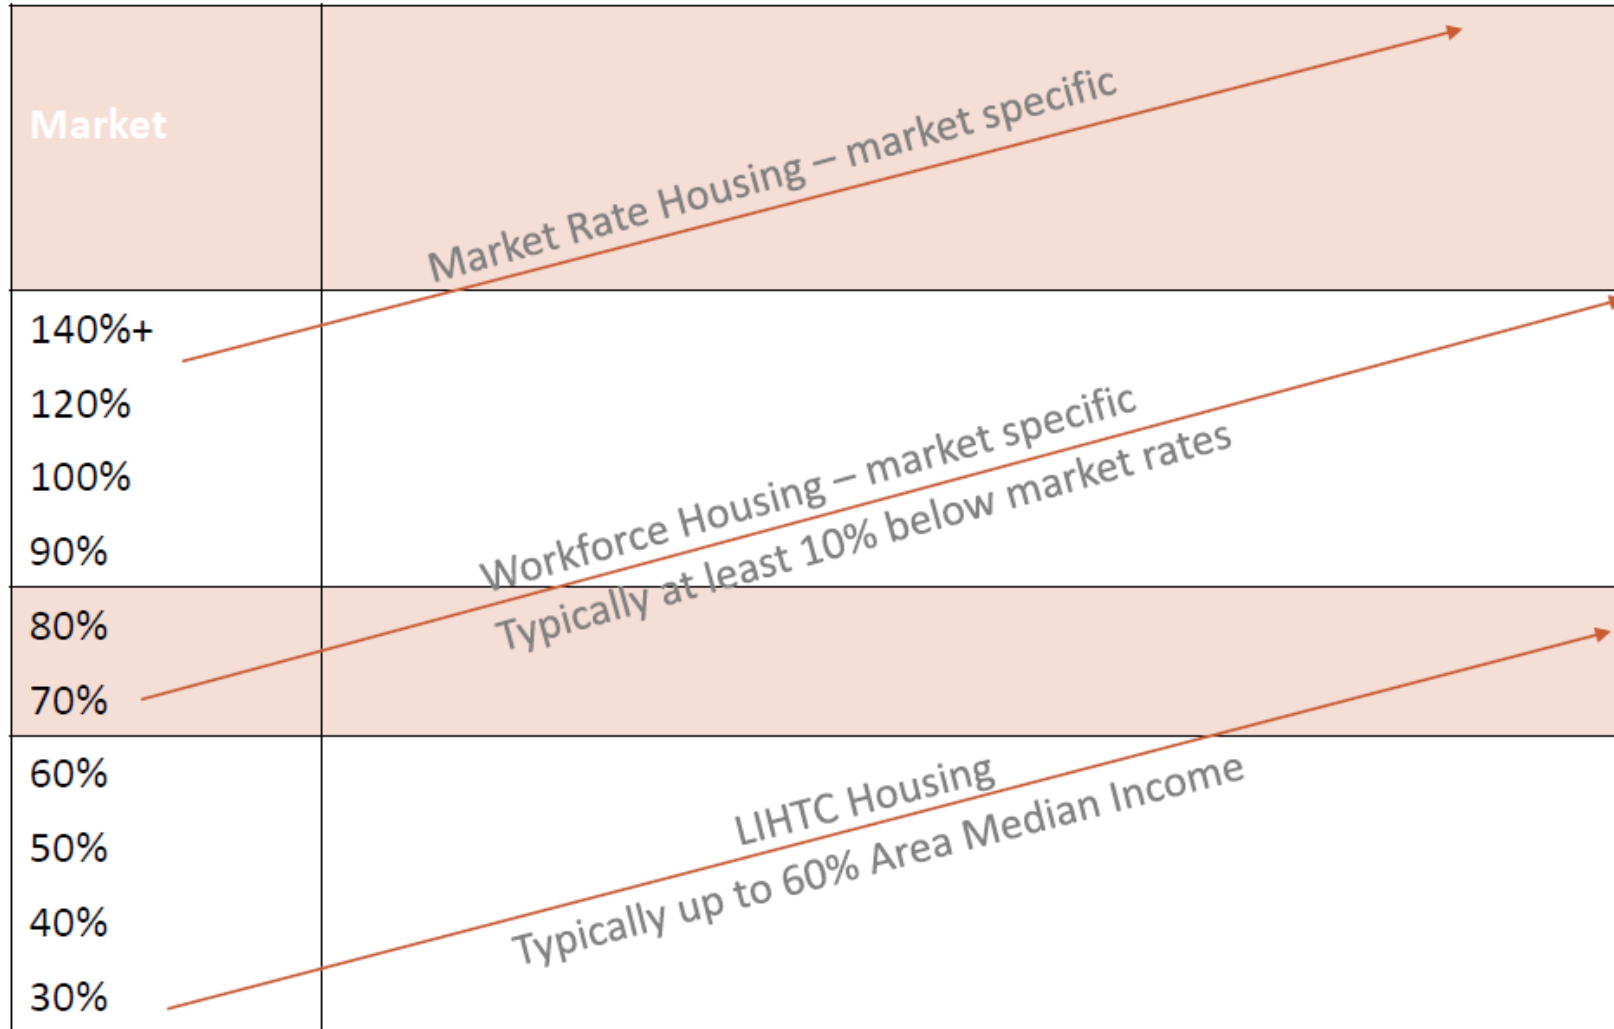 Market
Market Rate Housing – market specific
140%+
120%
100%
90%
Workforce Housing – market specific
Typically at least 10% below market rates
80%
70%
60%
50%
40%
30%
LIHTC Housing
Typically up to 60% Area Median Income